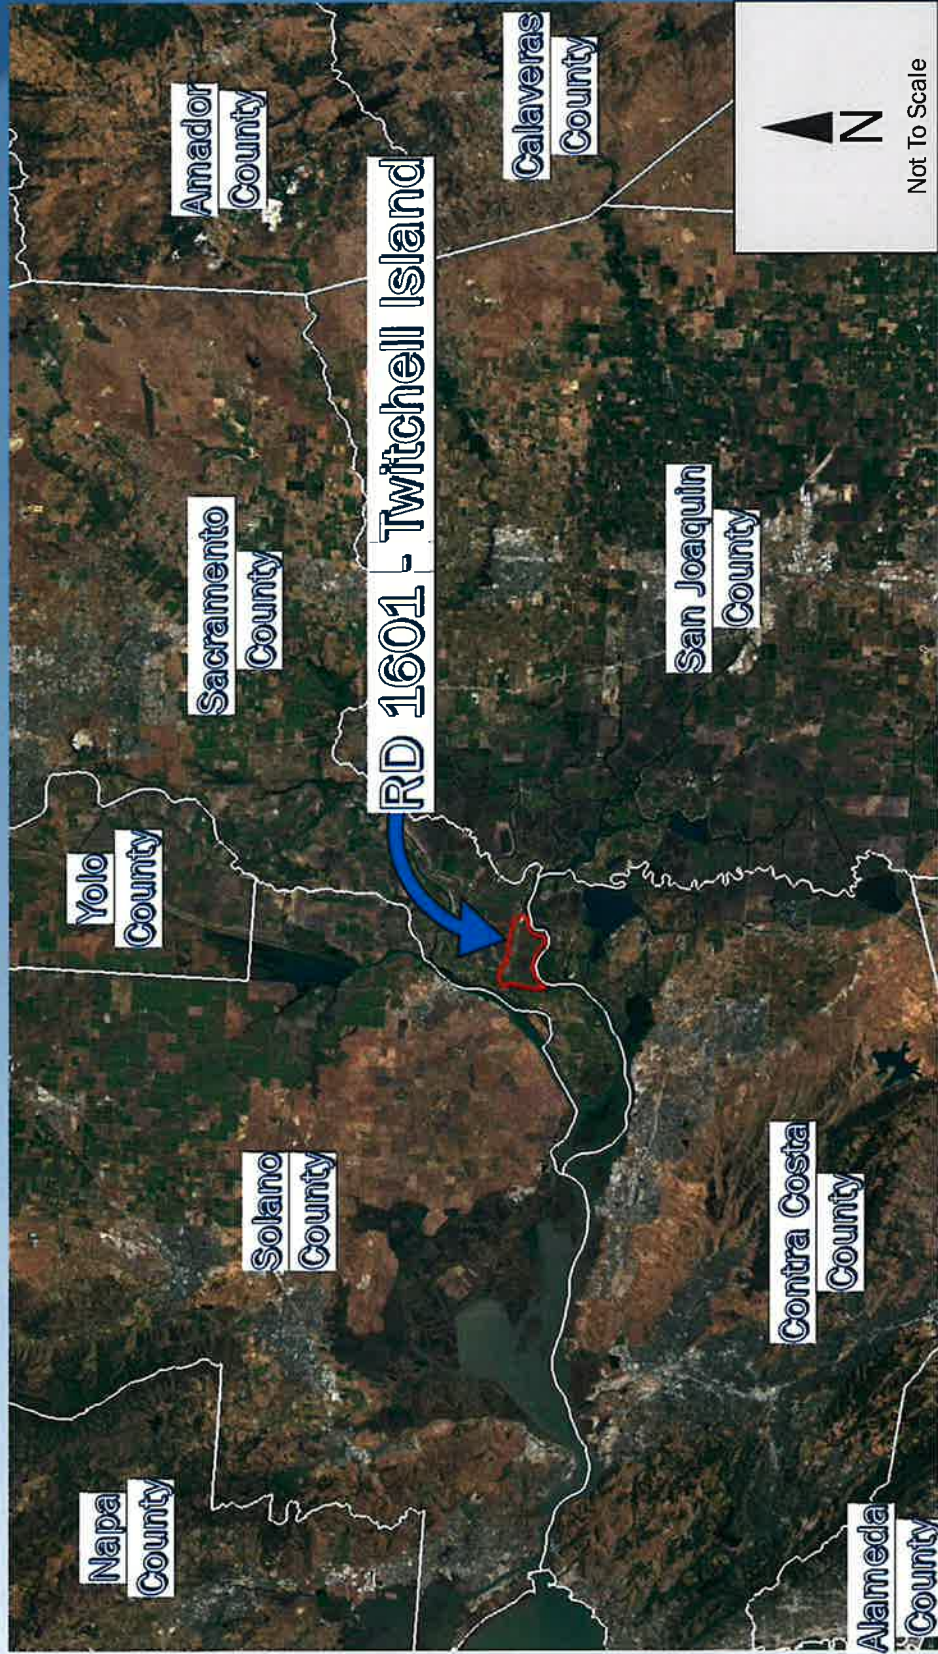 Napa
County
Yolo
County
Sacramento
County
Amador
County
Solano
County
RD 1601 - Twitchell Island
Calaveras
County
San Joaquin
County
Contra Costa
County
Alameda
County
N
Not To Scale